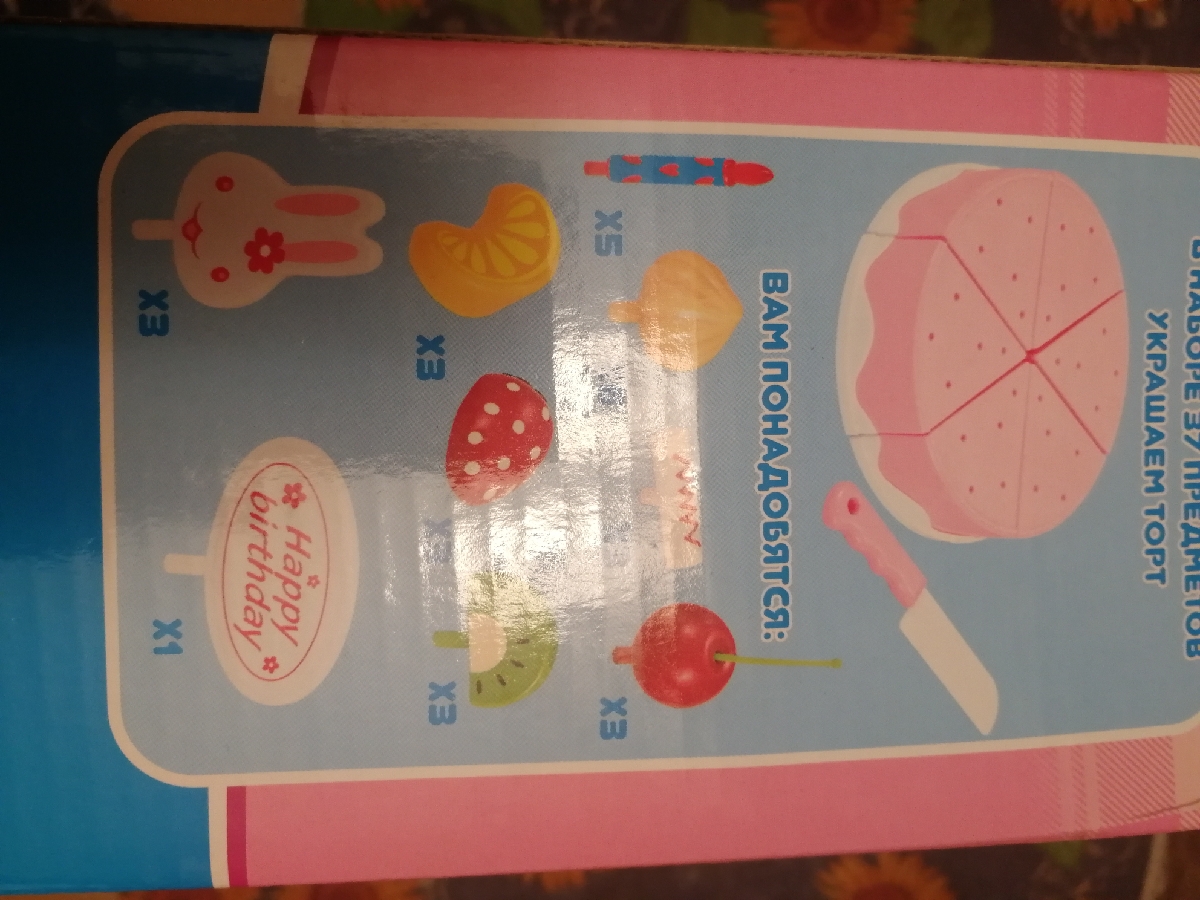 В НАБОРЕ 37 ПРЕДМЕТОВ
УКРАШАЕМ ТОРТ
ВАМ ПОНАДОБЯТСЯ:
X5
X3
X3
X3
X3
Happy
birthday
X1